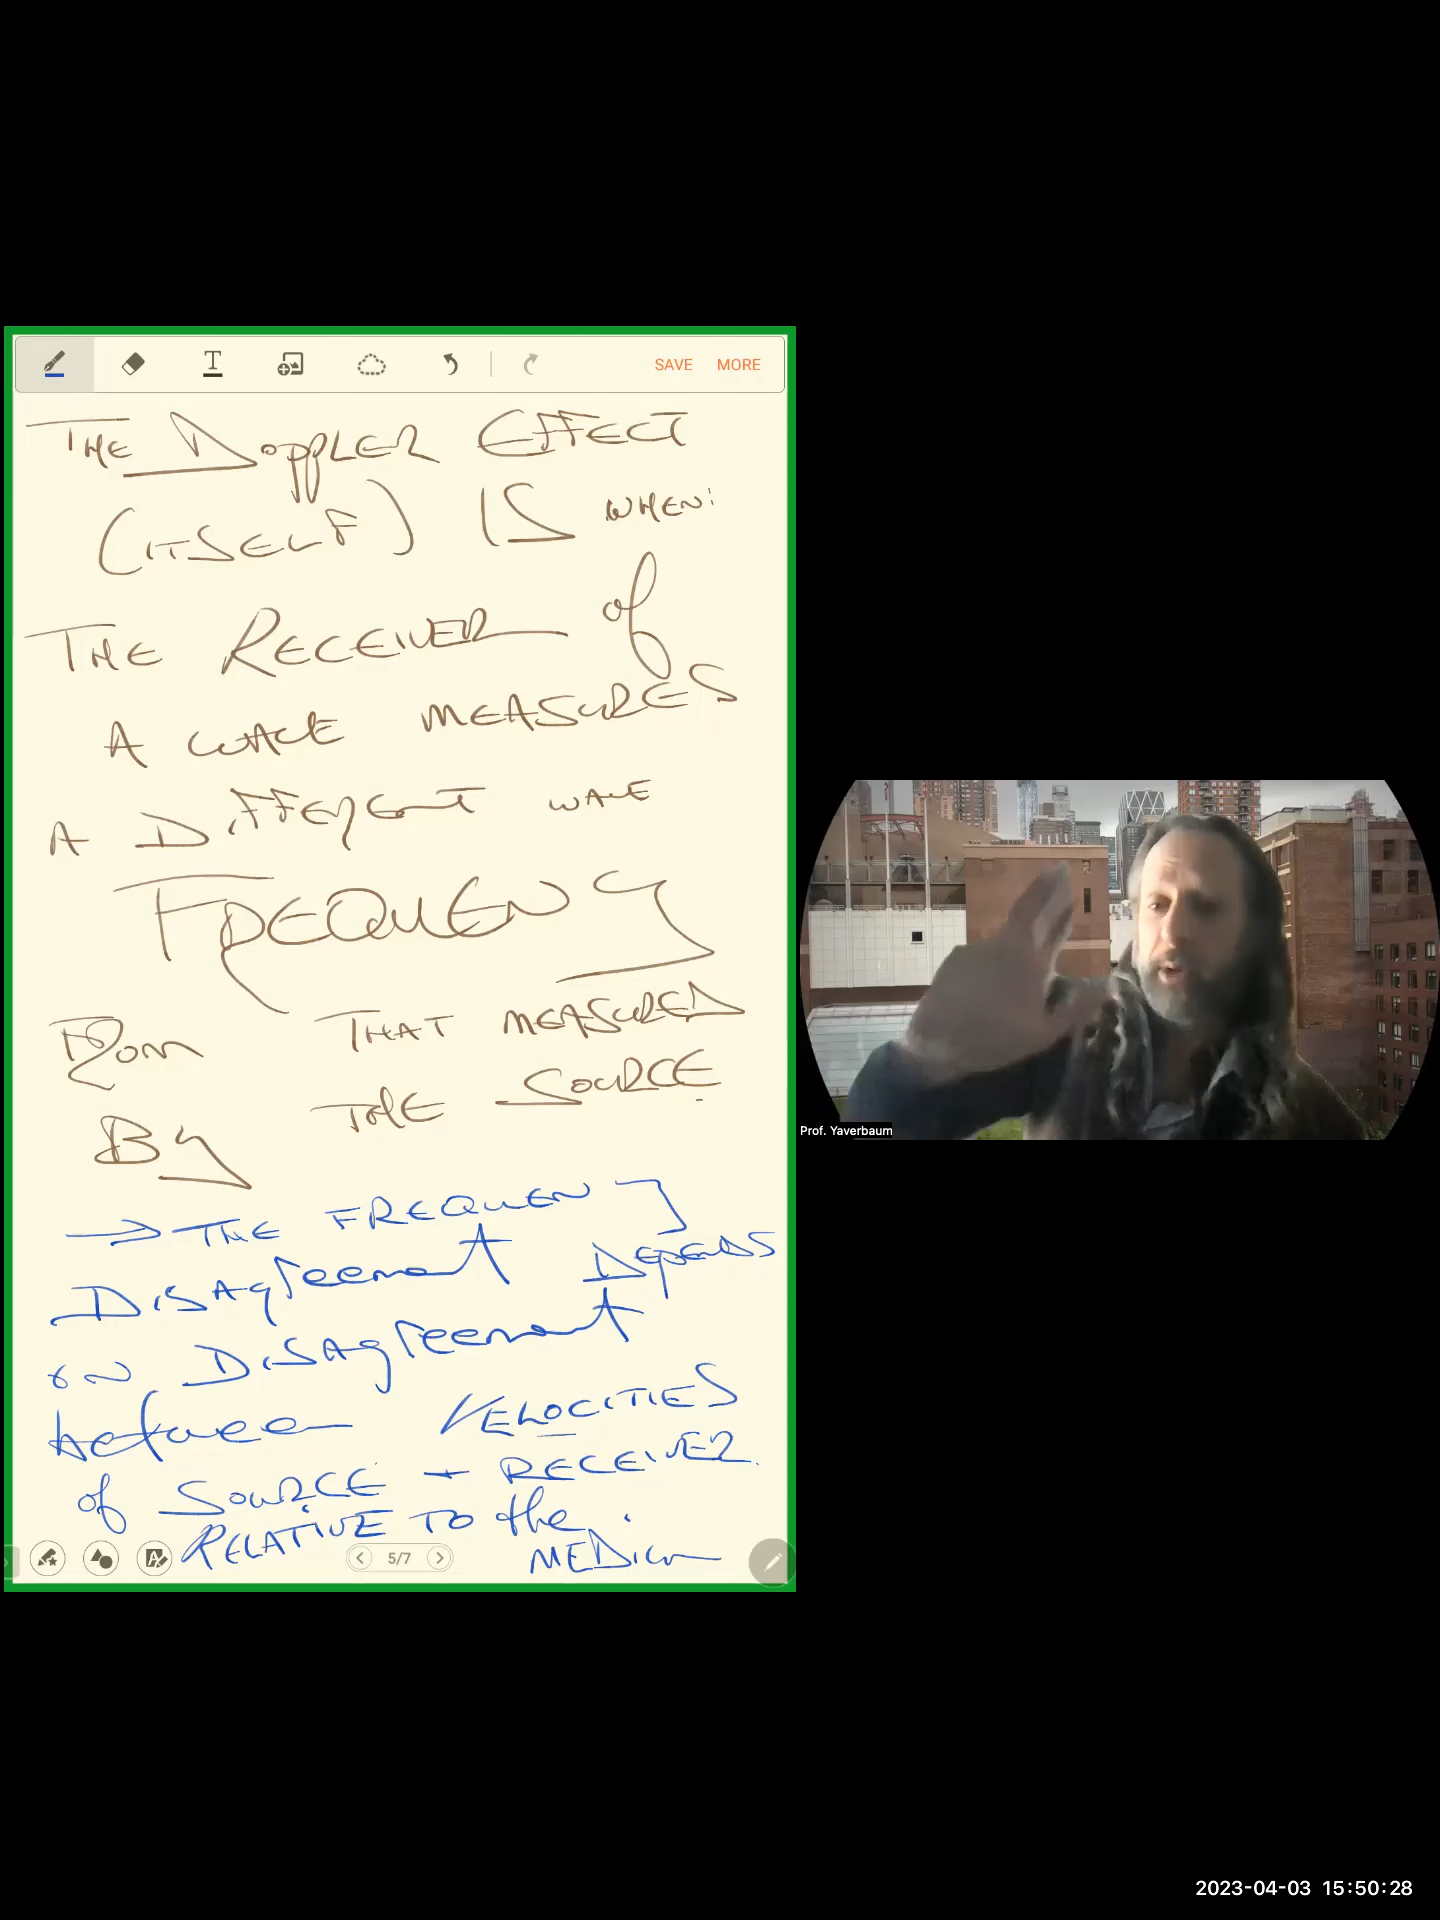 T
SAVE MORE
THE DOPPLER EFFECT
(ITSELF) IS WHEN:
THE RECEIVER of
A WAVE MEASURES
A DIFFERENT WAVE
FREQUENCY
FROM THAT MEASURED
By THE SOURCE
→ THE FREQUENCY
DISAgreement Depends
ON DISAgreement
between VELOCITIES
of SOURCE + RECEIVER
RELATIVE TO the
MEDIUM
A 5/7
Prof. Yaverbaum
2023-04-03 15:50:28